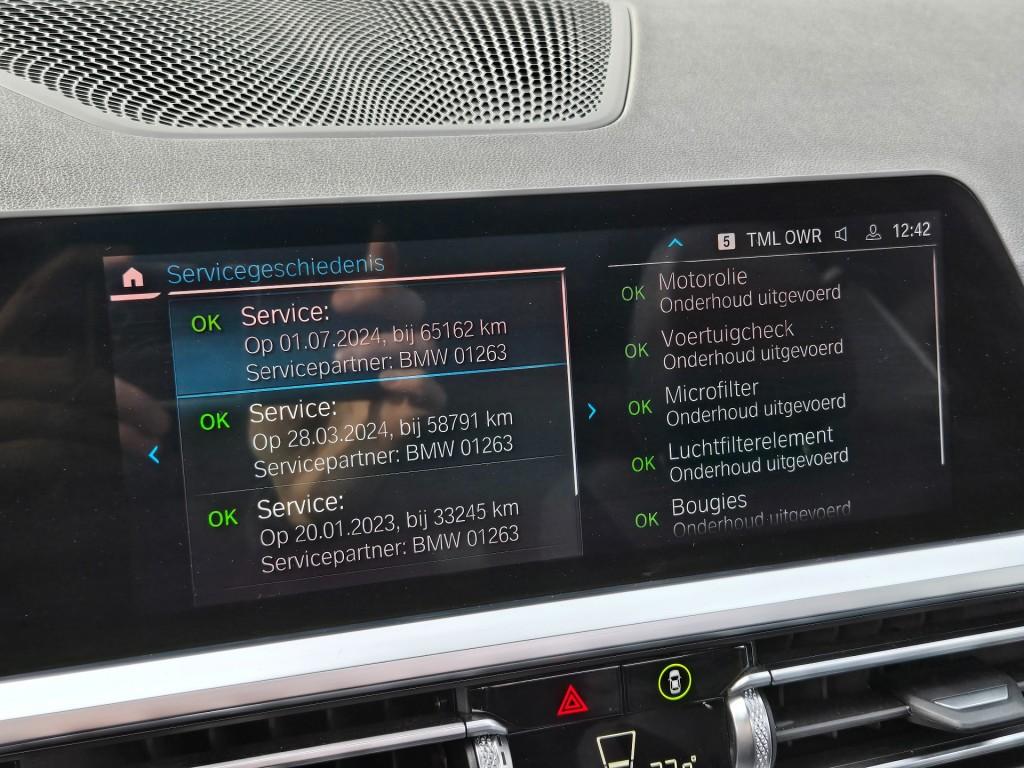 5 TML OWR 12:42
Servicegeschiedenis
OK Service:
Op 01.07.2024, bij 65162 km
Servicepartner: BMW 01263
OK Service:
Op 28.03.2024, bij 58791 km
Servicepartner: BMW 01263
OK Service:
Op 20.01.2023, bij 33245 km
Servicepartner: BMW 01263
OK Motorolie
Onderhoud uitgevoerd
OK Voertuigcheck
Onderhoud uitgevoerd
OK Microfilter
Onderhoud uitgevoerd
OK Luchtfilterelement
Onderhoud uitgevoerd
OK Bougies
Onderhoud uitgevoerd